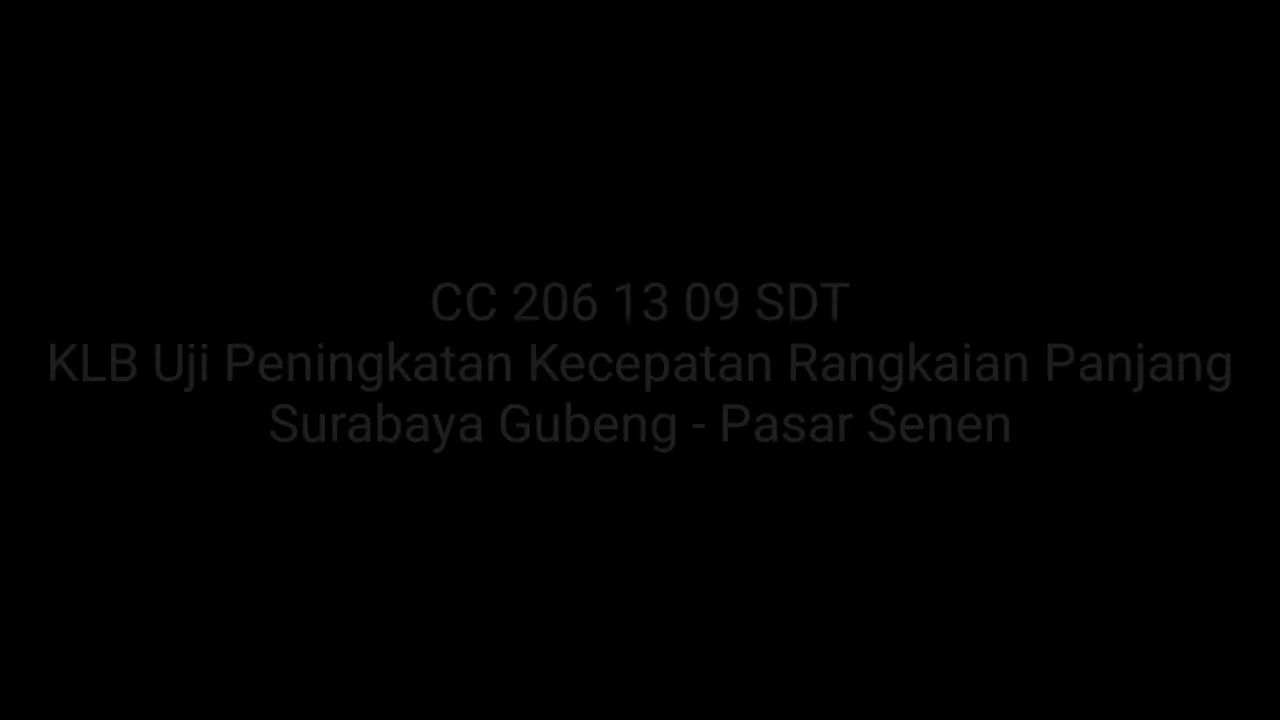 CC 206 13 09 SDT
KLB Uji Peningkatan Kecepatan Rangkaian Panjang
Surabaya Gubeng - Pasar Senen